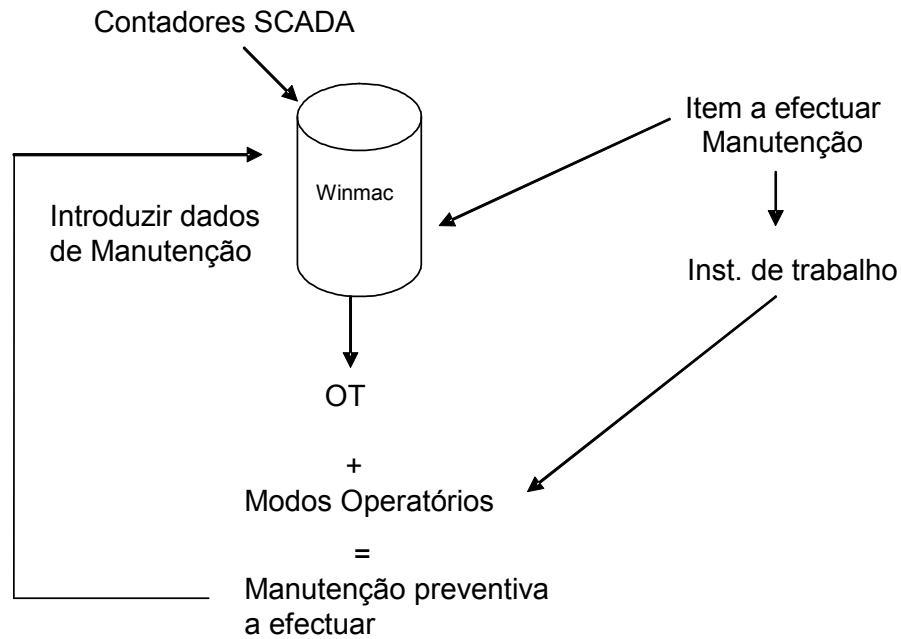 Contadores SCADA
Item a efectuar
Manutenção
Winmac
Introduzir dados
de Manutenção
Inst. de trabalho
OT
+
Modos Operatórios
=
Manutenção preventiva
a efectuar